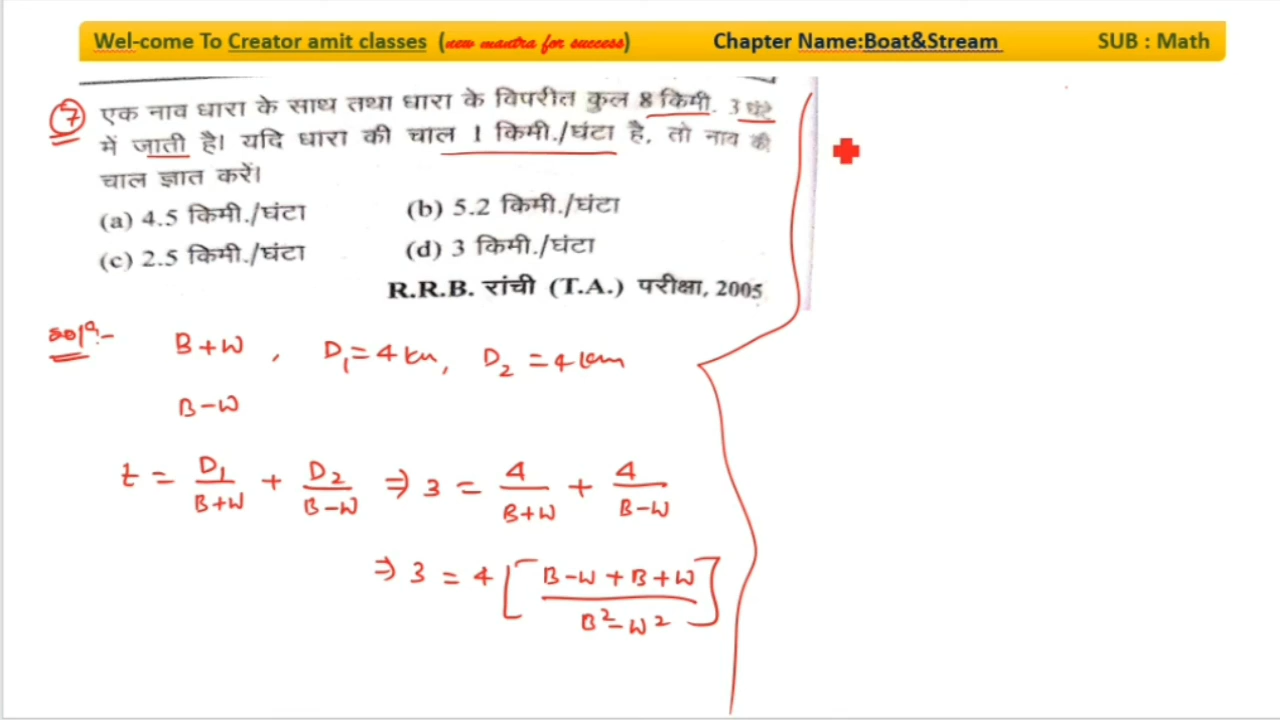 Wel-come To Creator amit classes (new mantra for success) Chapter Name:Boat&Stream SUB : Math
7 एक नाव धारा के साथ तथा धारा के विपरीत कुल 8 किमी. 3 घंटे
में जाती है। यदि धारा की चाल 1 किमी./घंटा है, तो नाव की
चाल ज्ञात करें।
(a) 4.5 किमी./घंटा (b) 5.2 किमी./घंटा
(c) 2.5 किमी./घंटा (d) 3 किमी./घंटा
R.R.B. रांची (T.A.) परीक्षा, 2005
Solⁿ:- B+W , D₁ = 4 km, D₂ = 4 km
B-W
t = D₁/B+W + D₂/B-W ⇒ 3 = 4/B+W + 4/B-W
⇒ 3 = 4 [B-W+B+W/B²-W²]